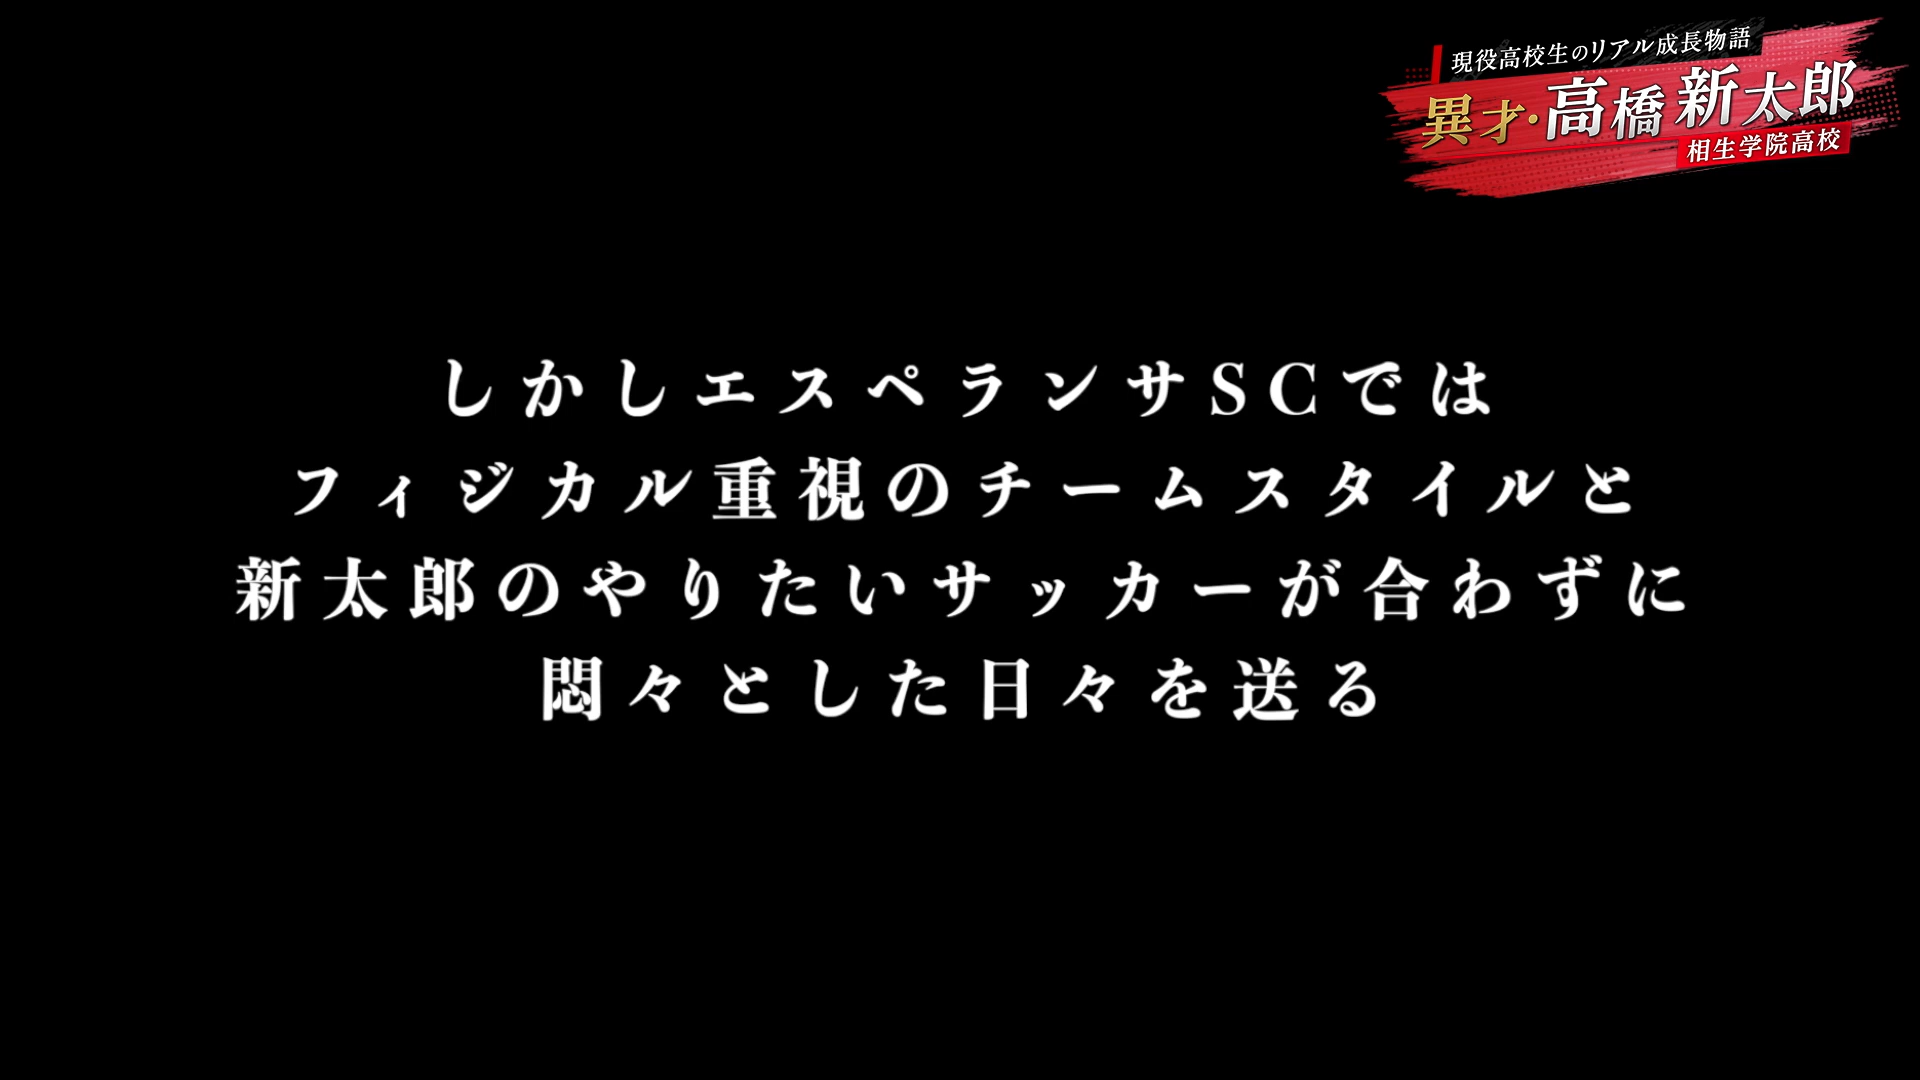 現役高校生のリアル成長物語
異才・高橋新太郎
相生学院高校
しかしエスペランサSCでは
フィジカル重視のチームスタイルと
新太郎のやりたいサッカーが合わずに
悶々とした日々を送る